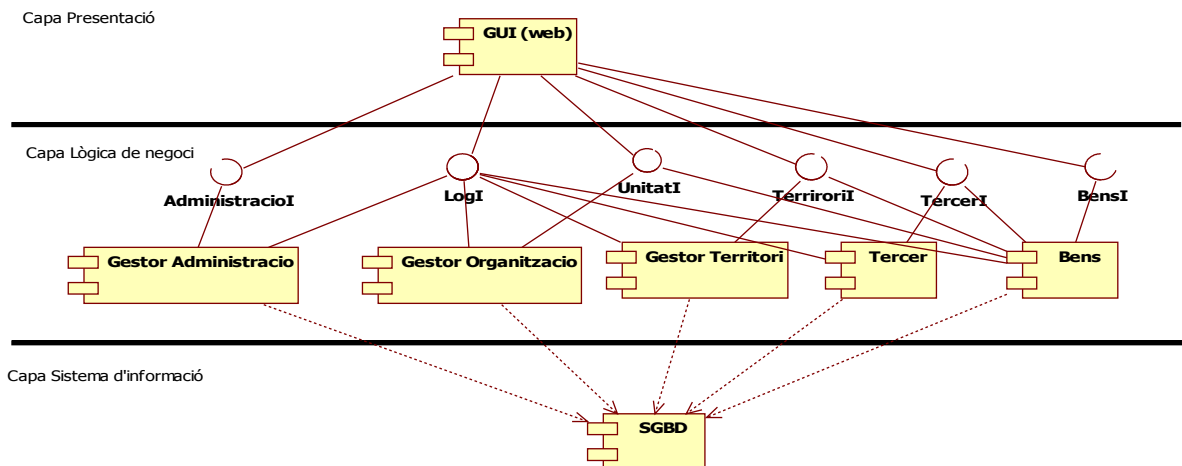 Capa Presentació
GUI (web)
Capa Lògica de negoci
AdministracioI
LogI
UnitatI
TerriroriI
TercerI
BensI
Gestor Administracio
Gestor Organitzacio
Gestor Territori
Tercer
Bens
Capa Sistema d'informació
SGBD